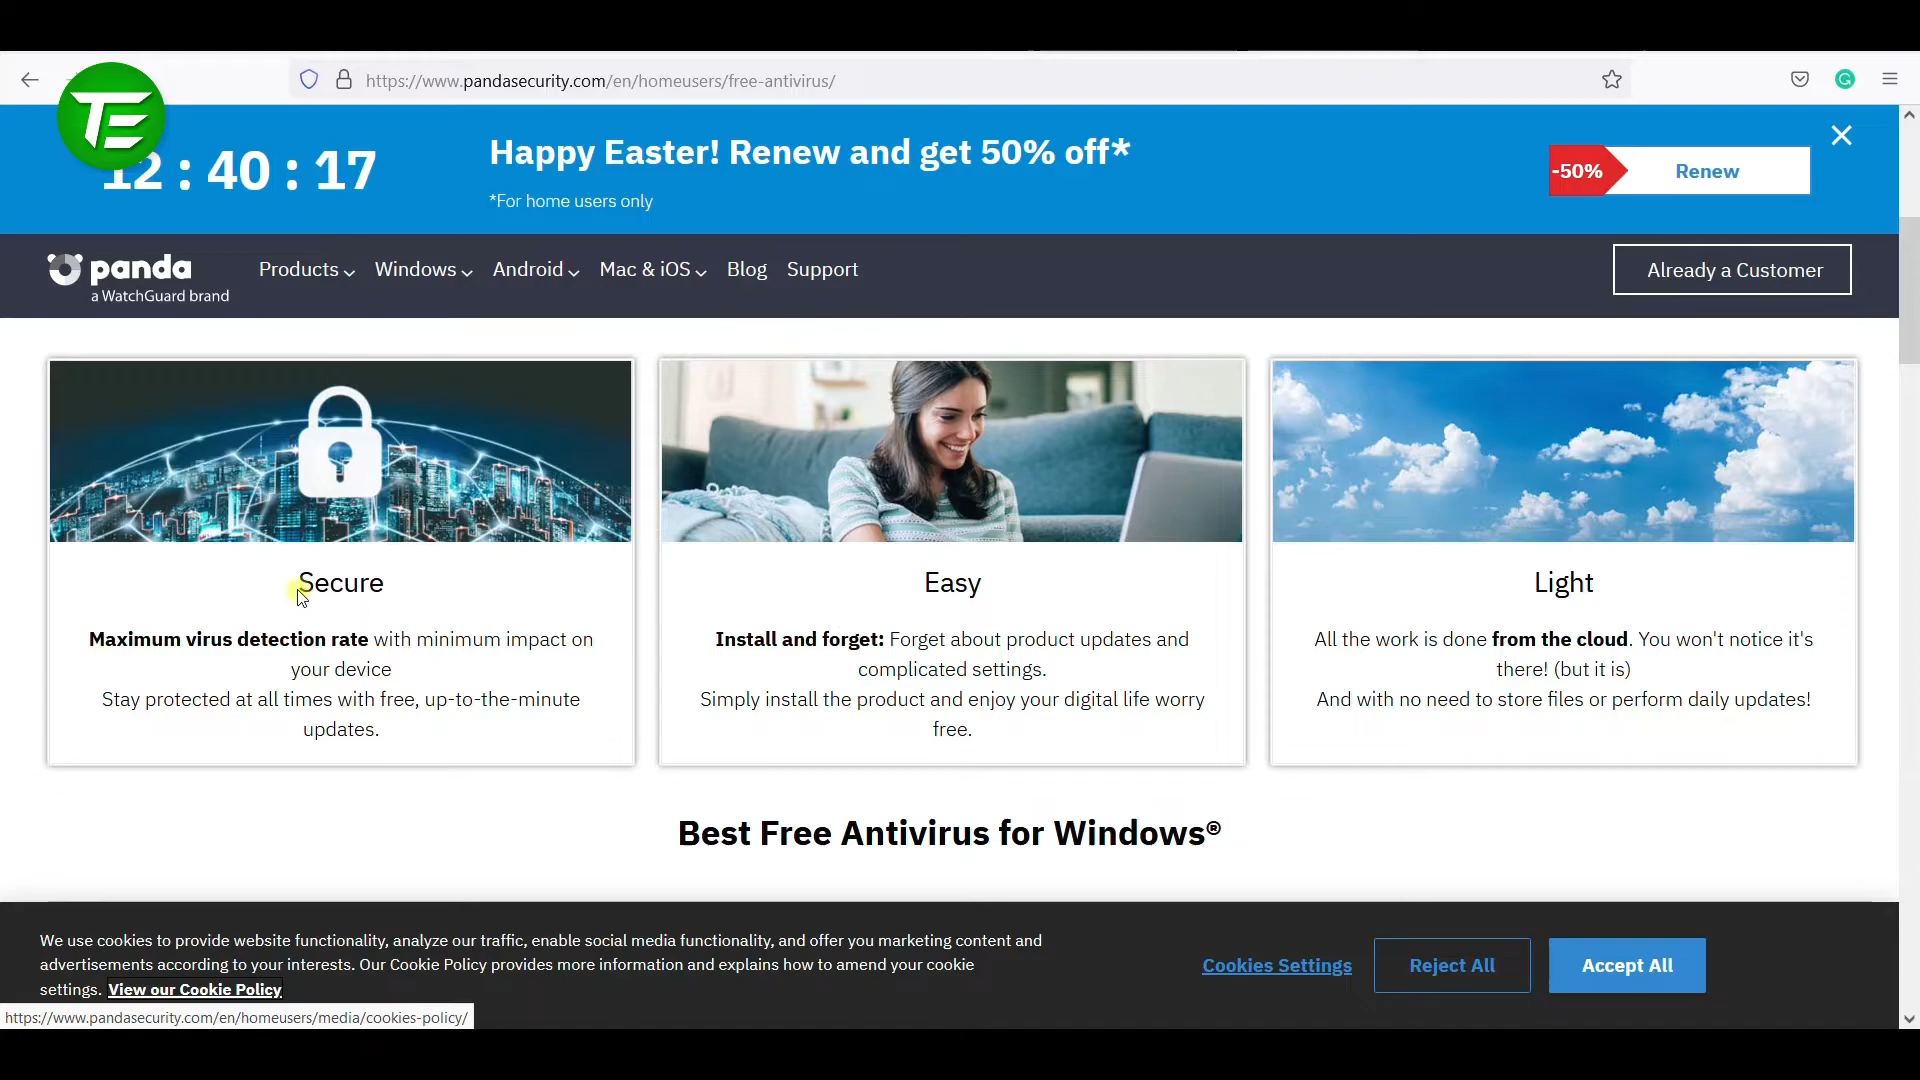 https://www.pandasecurity.com/en/homeusers/free-antivirus/
TE
12 : 40 : 17
Happy Easter! Renew and get 50% off*
*For home users only
-50%
Renew
panda
a WatchGuard brand
Products
Windows
Android
Mac & iOS
Blog
Support
Already a Customer
Secure
Maximum virus detection rate with minimum impact on
your device
Stay protected at all times with free, up-to-the-minute
updates.
Easy
Install and forget: Forget about product updates and
complicated settings.
Simply install the product and enjoy your digital life worry
free.
Light
All the work is done from the cloud. You won't notice it's
there! (but it is)
And with no need to store files or perform daily updates!
Best Free Antivirus for Windows®
We use cookies to provide website functionality, analyze our traffic, enable social media functionality, and offer you marketing content and
advertisements according to your interests. Our Cookie Policy provides more information and explains how to amend your cookie
settings. View our Cookie Policy
Cookies Settings
Reject All
Accept All
https://www.pandasecurity.com/en/homeusers/media/cookies-policy/